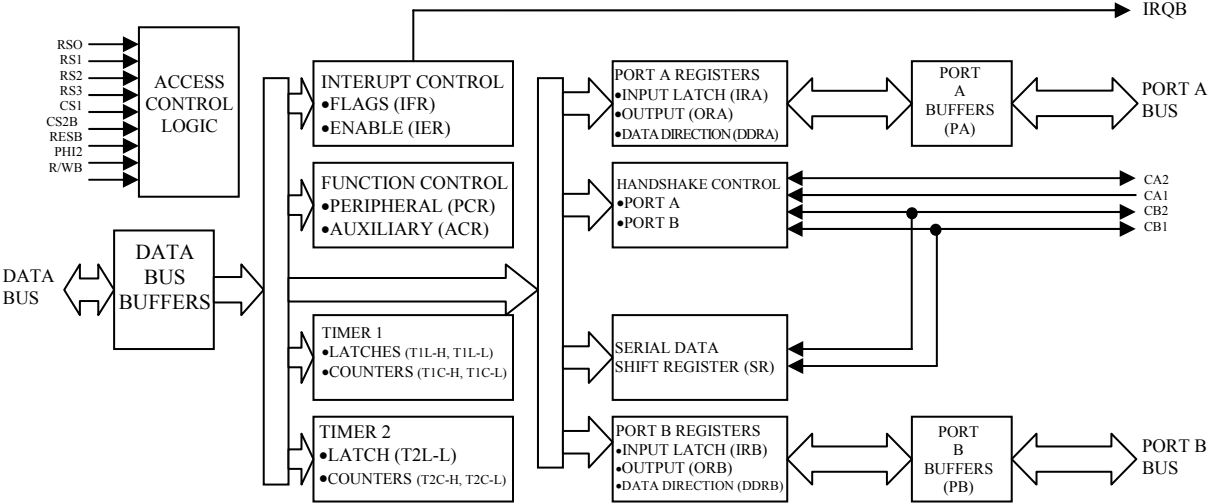 IRQB
RSO
RS1
RS2
RS3
CS1
CS2B
RESB
PHI2
R/WB
ACCESS
CONTROL
LOGIC
INTERUPT CONTROL
•FLAGS (IFR)
•ENABLE (IER)
PORT A REGISTERS
•INPUT LATCH (IRA)
•OUTPUT (ORA)
•DATA DIRECTION (DDRA)
PORT
A
BUFFERS
(PA)
PORT A
BUS
FUNCTION CONTROL
•PERIPHERAL (PCR)
•AUXILIARY (ACR)
HANDSHAKE CONTROL
•PORT A
•PORT B
CA2
CA1
CB2
CB1
DATA
BUS
DATA
BUS
BUFFERS
TIMER 1
•LATCHES (T1L-H, T1L-L)
•COUNTERS (T1C-H, T1C-L)
SERIAL DATA
SHIFT REGISTER (SR)
TIMER 2
•LATCH (T2L-L)
•COUNTERS (T2C-H, T2C-L)
PORT B REGISTERS
•INPUT LATCH (IRB)
•OUTPUT (ORB)
•DATA DIRECTION (DDRB)
PORT
B
BUFFERS
(PB)
PORT B
BUS